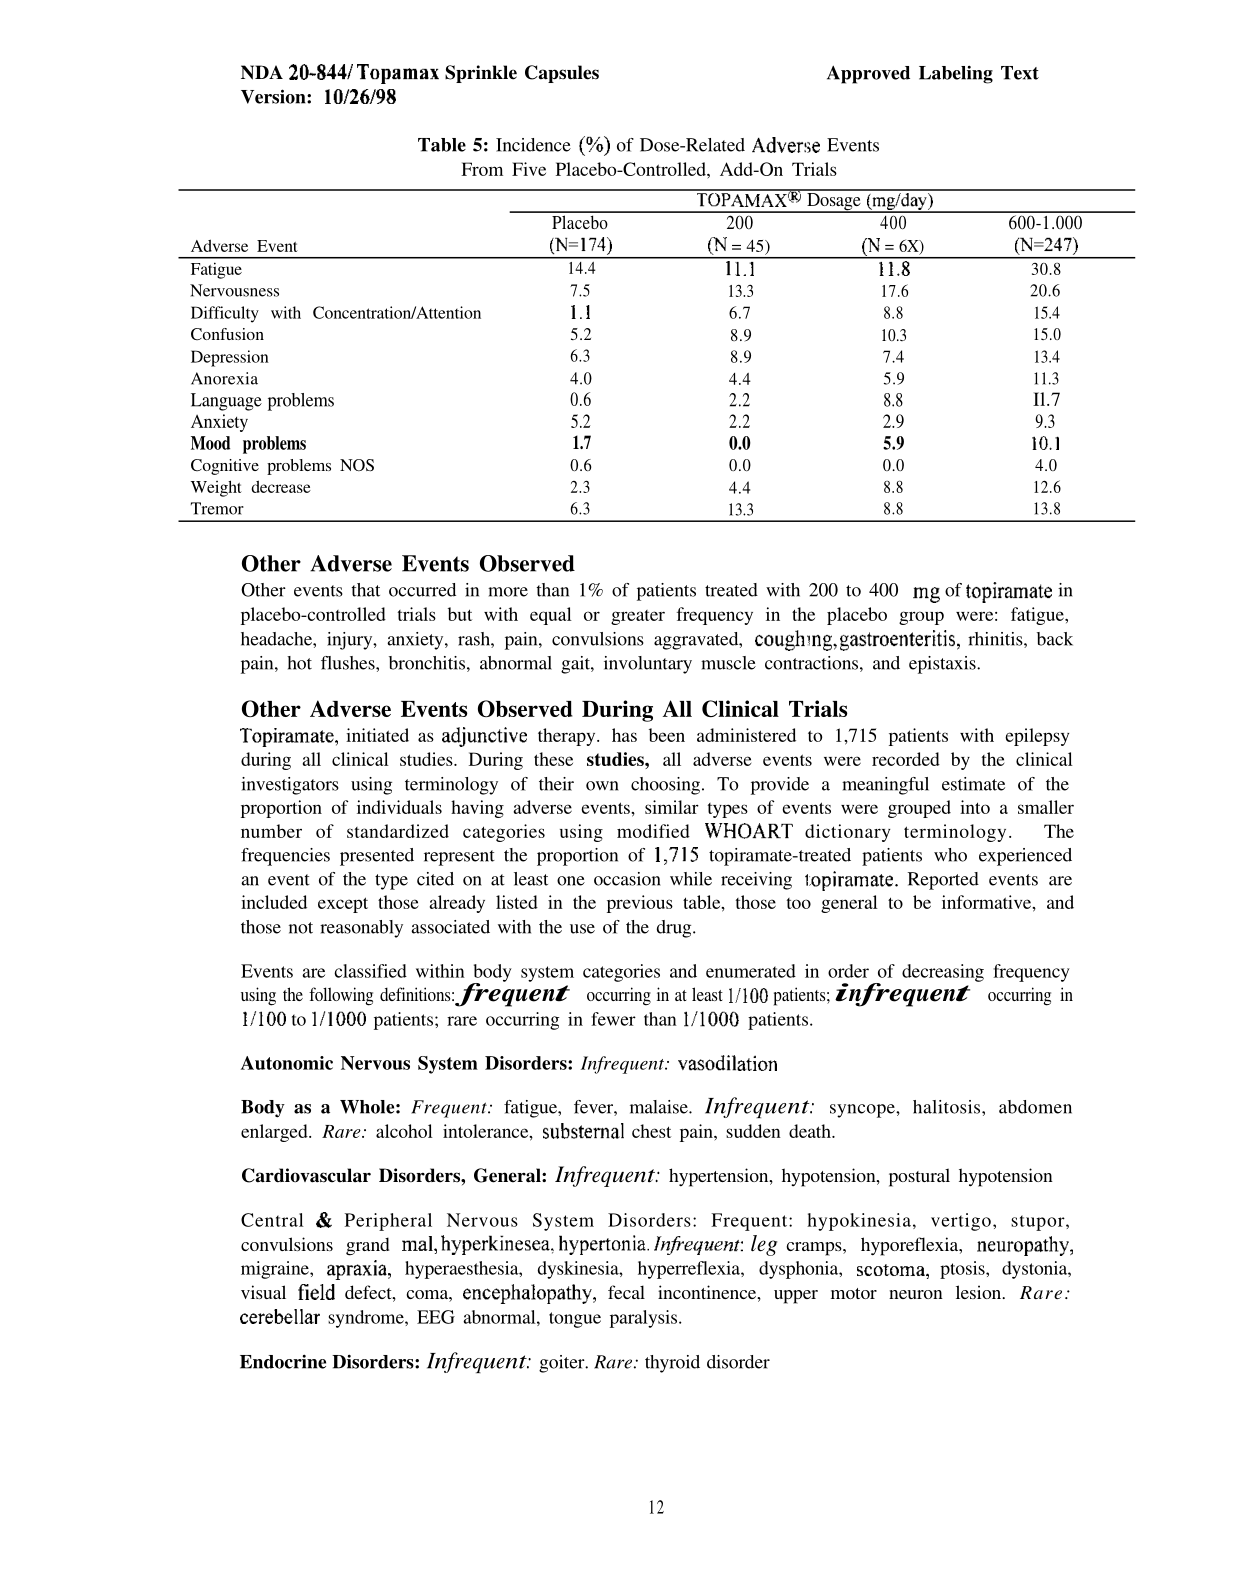 NDA 20-844/ Topamax Sprinkle Capsules Approved Labeling Text
Version: 10/26/98
Table 5: Incidence (%) of Dose-Related Adverse Events
From Five Placebo-Controlled, Add-On Trials
TOPAMAX® Dosage (mg/day)
Placebo 200 400 600-1.000
Adverse Event (N=174) (N = 45) (N = 6X) (N=247)
Fatigue 14.4 11.1 11.8 30.8
Nervousness 7.5 13.3 17.6 20.6
Difficulty with Concentration/Attention 1.1 6.7 8.8 15.4
Confusion 5.2 8.9 10.3 15.0
Depression 6.3 8.9 7.4 13.4
Anorexia 4.0 4.4 5.9 11.3
Language problems 0.6 2.2 8.8 II.7
Anxiety 5.2 2.2 2.9 9.3
Mood problems 1.7 0.0 5.9 10.1
Cognitive problems NOS 0.6 0.0 0.0 4.0
Weight decrease 2.3 4.4 8.8 12.6
Tremor 6.3 13.3 8.8 13.8
Other Adverse Events Observed
Other events that occurred in more than 1% of patients treated with 200 to 400 mg of topiramate in
placebo-controlled trials but with equal or greater frequency in the placebo group were: fatigue,
headache, injury, anxiety, rash, pain, convulsions aggravated, coughing, gastroenteritis, rhinitis, back
pain, hot flushes, bronchitis, abnormal gait, involuntary muscle contractions, and epistaxis.
Other Adverse Events Observed During All Clinical Trials
Topiramate, initiated as adjunctive therapy. has been administered to 1,715 patients with epilepsy
during all clinical studies. During these studies, all adverse events were recorded by the clinical
investigators using terminology of their own choosing. To provide a meaningful estimate of the
proportion of individuals having adverse events, similar types of events were grouped into a smaller
number of standardized categories using modified WHOART dictionary terminology. The
frequencies presented represent the proportion of 1,715 topiramate-treated patients who experienced
an event of the type cited on at least one occasion while receiving topiramate. Reported events are
included except those already listed in the previous table, those too general to be informative, and
those not reasonably associated with the use of the drug.
Events are classified within body system categories and enumerated in order of decreasing frequency
using the following definitions: frequent occurring in at least 1/100 patients; infrequent occurring in
1/100 to 1/1000 patients; rare occurring in fewer than 1/1000 patients.
Autonomic Nervous System Disorders: Infrequent: vasodilation
Body as a Whole: Frequent: fatigue, fever, malaise. Infrequent: syncope, halitosis, abdomen
enlarged. Rare: alcohol intolerance, substernal chest pain, sudden death.
Cardiovascular Disorders, General: Infrequent: hypertension, hypotension, postural hypotension
Central & Peripheral Nervous System Disorders: Frequent: hypokinesia, vertigo, stupor,
convulsions grand mal, hyperkinesea, hypertonia. Infrequent: leg cramps, hyporeflexia, neuropathy,
migraine, apraxia, hyperaesthesia, dyskinesia, hyperreflexia, dysphonia, scotoma, ptosis, dystonia,
visual field defect, coma, encephalopathy, fecal incontinence, upper motor neuron lesion. Rare:
cerebellar syndrome, EEG abnormal, tongue paralysis.
Endocrine Disorders: Infrequent: goiter. Rare: thyroid disorder
12